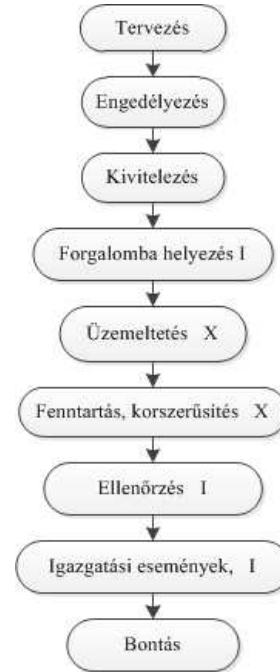 Tervezés
Engedélyezés
Kivitelezés
Forgalomba helyezés I
Üzemeltetés X
Fenntartás, korszerűsítés X
Ellenőrzés I
Igazgatási események, I
Bontás